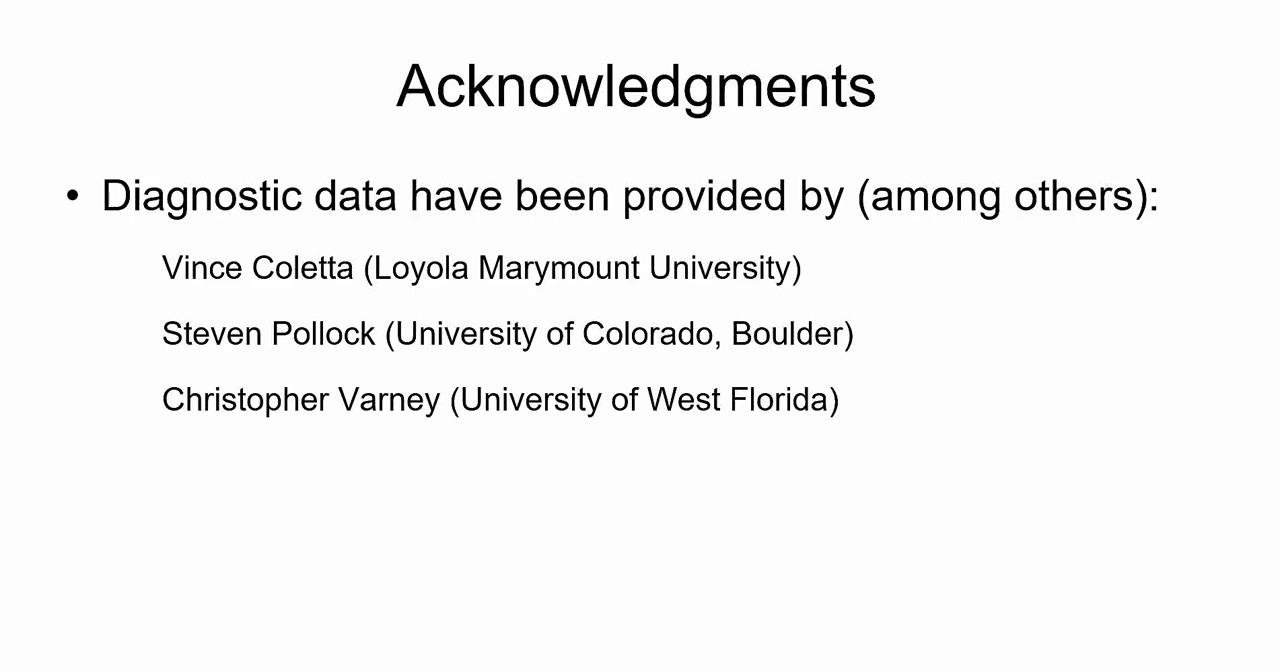 Acknowledgments
• Diagnostic data have been provided by (among others):
Vince Coletta (Loyola Marymount University)
Steven Pollock (University of Colorado, Boulder)
Christopher Varney (University of West Florida)